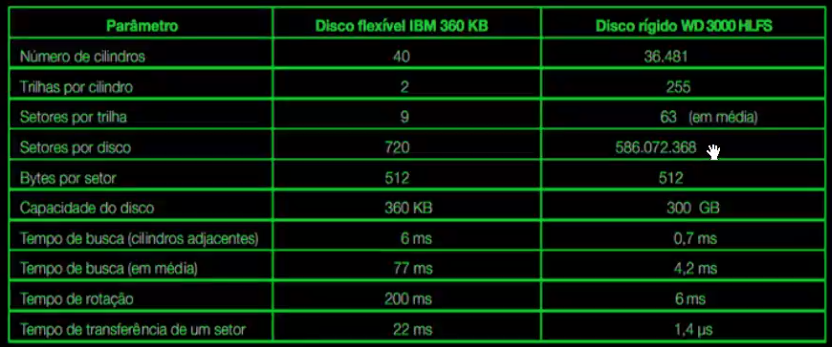 Parâmetro Disco flexível IBM 360 KB Disco rígido WD 3000 HLFS
Número de cilindros 40 36.481
Trilhas por cilindro 2 255
Setores por trilha 9 63 (em média)
Setores por disco 720 586.072.368
Bytes por setor 512 512
Capacidade do disco 360 KB 300 GB
Tempo de busca (cilindros adjacentes) 6 ms 0,7 ms
Tempo de busca (em média) 77 ms 4,2 ms
Tempo de rotação 200 ms 6 ms
Tempo de transferência de um setor 22 ms 1,4 µs